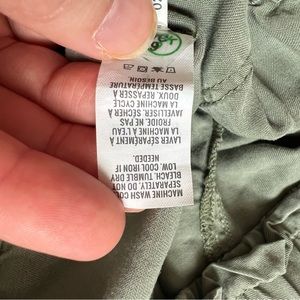 MACHINE WASH COLD
SEPARATELY. DO NOT
BLEACH. TUMBLE DRY
LOW. COOL IRON IF
NEEDED.
LAVER SÉPARÉMENT À
LA MACHINE À L'EAU
FROIDE. NE PAS
JAVELLISER. SÉCHER À
LA MACHINE CYCLE
DOUX. REPASSER À
BASSE TEMPÉRATURE
AU BESOIN.